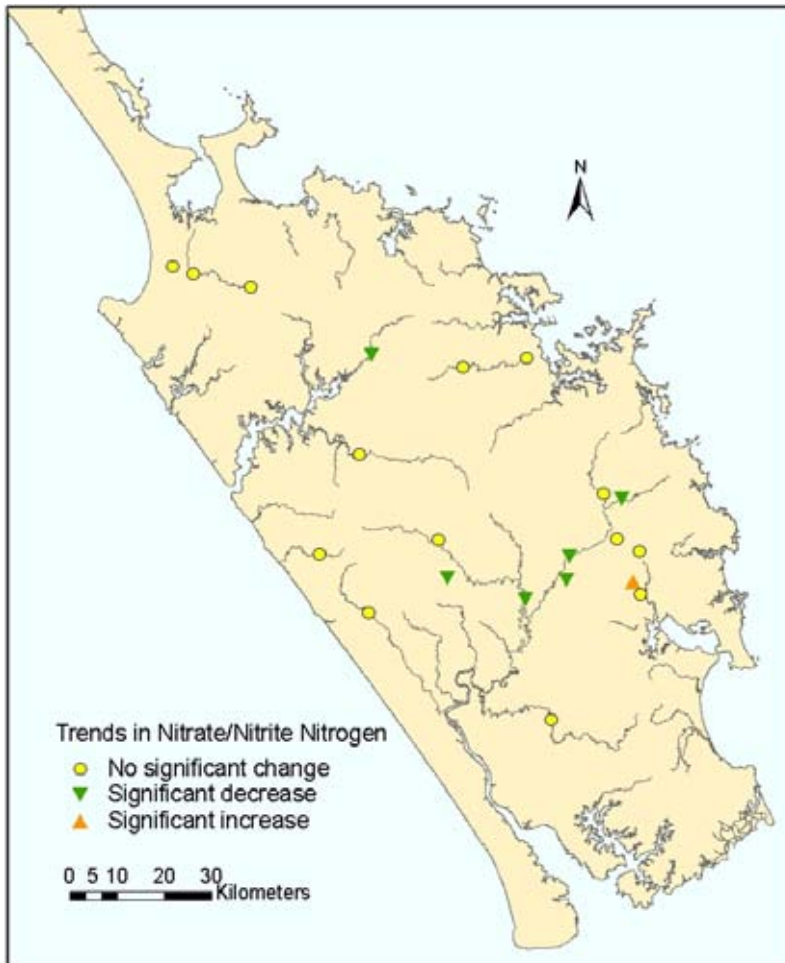 N
Trends in Nitrate/Nitrite Nitrogen
No significant change
Significant decrease
Significant increase
0 5 10 20 30
Kilometers